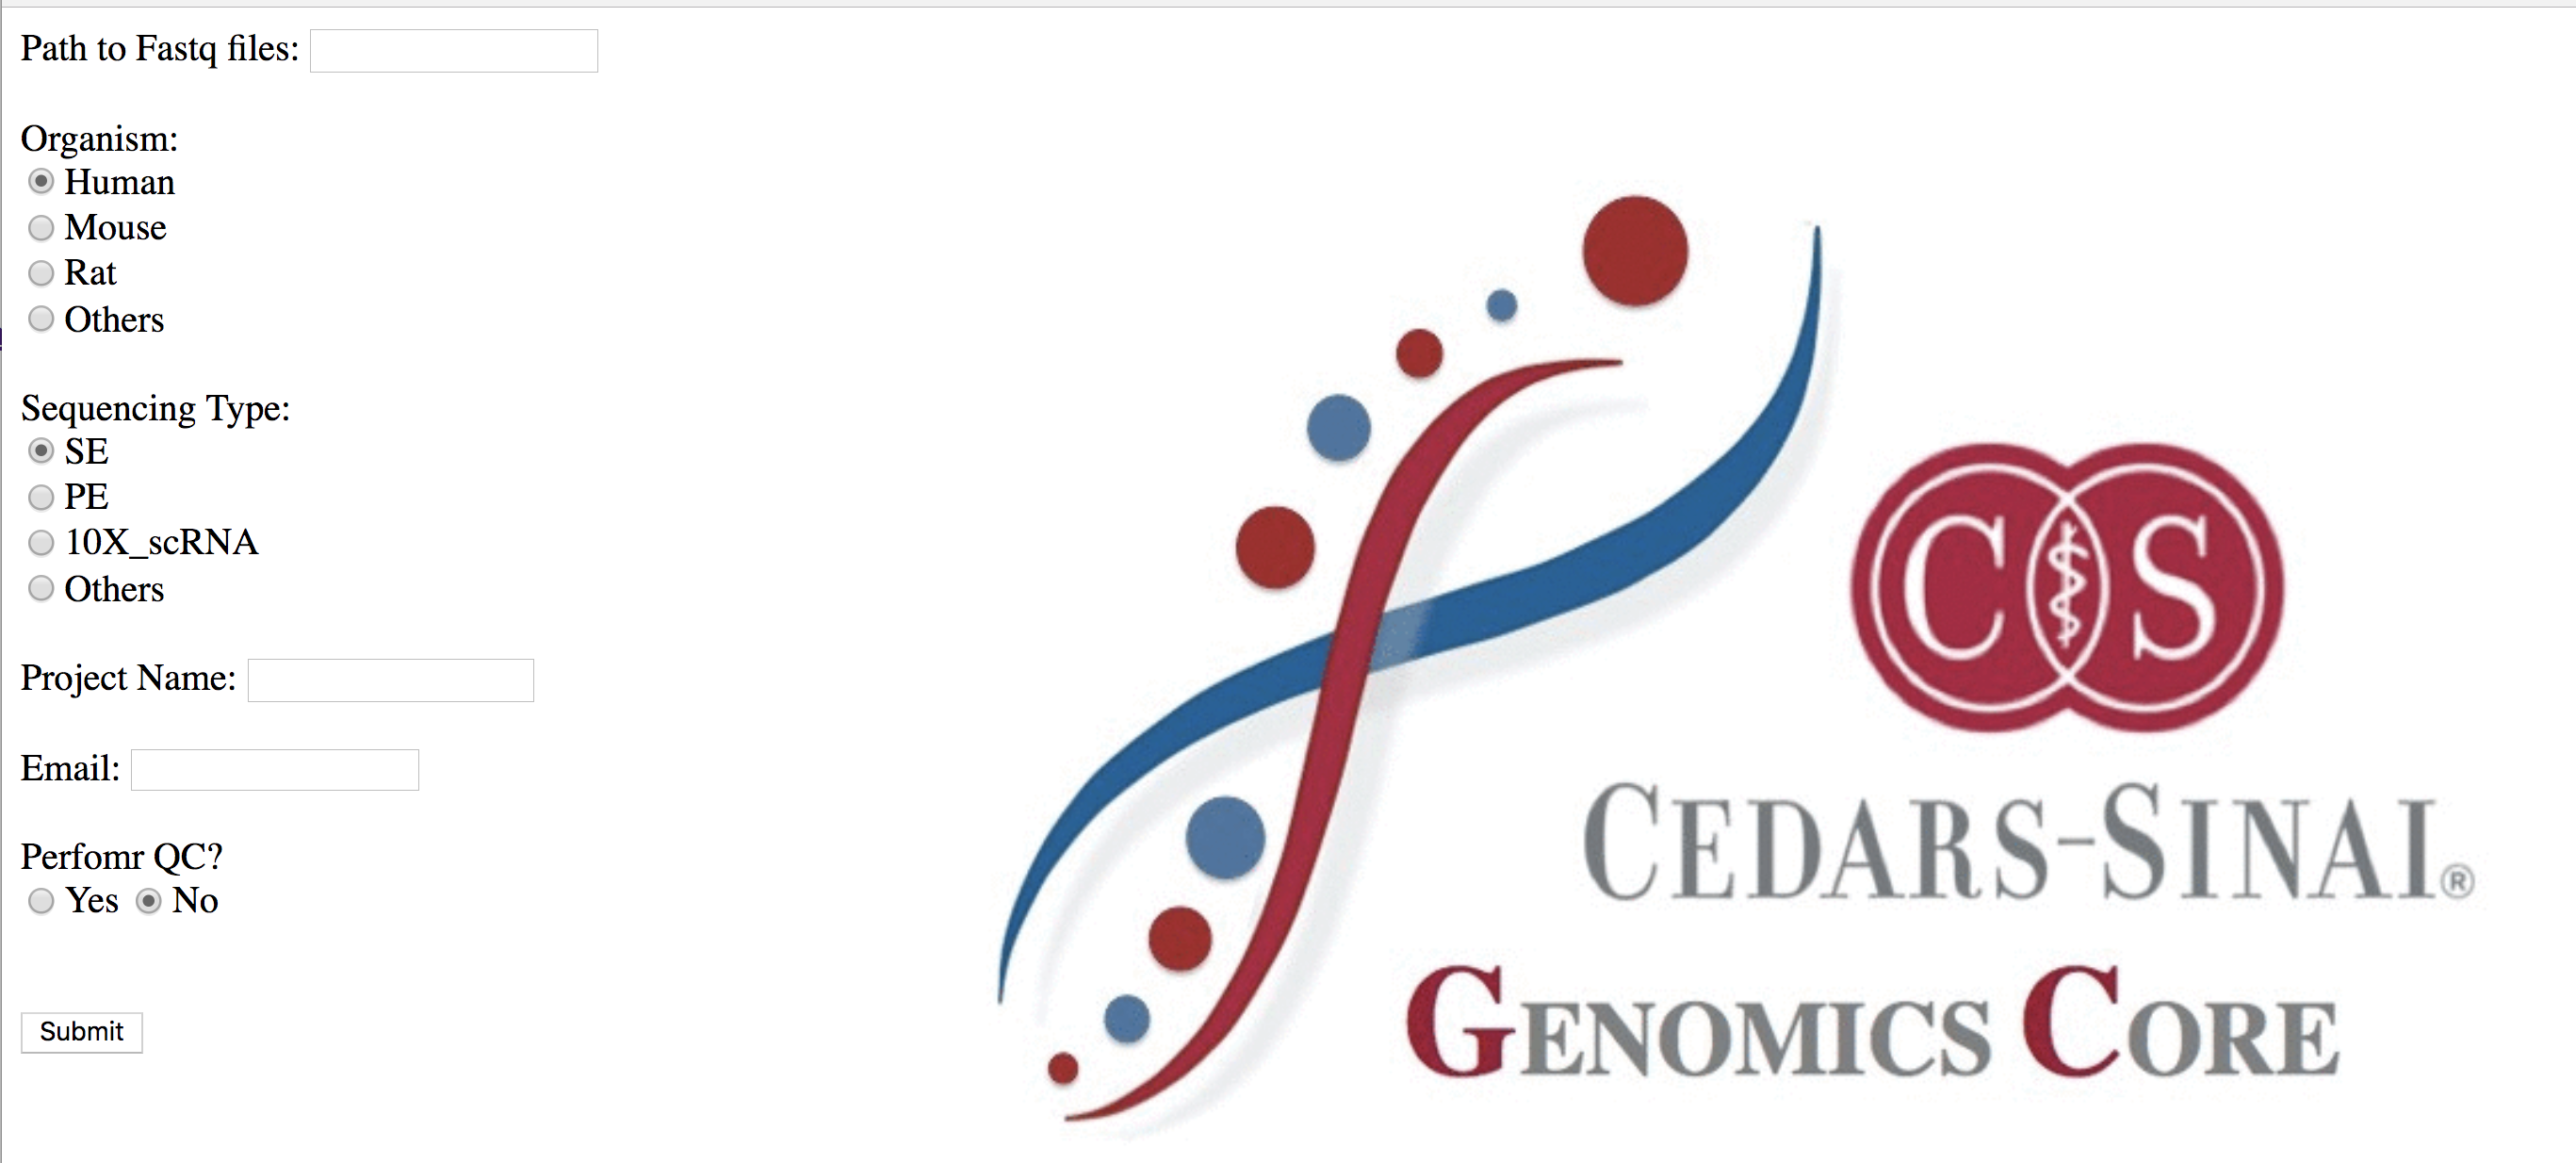 Path to Fastq files:
Organism:
Human
Mouse
Rat
Others
Sequencing Type:
SE
PE
10X_scRNA
Others
Project Name:
Email:
Perfomr QC?
Yes No
Submit
CS
CEDARS-SINAI®
GENOMICS CORE